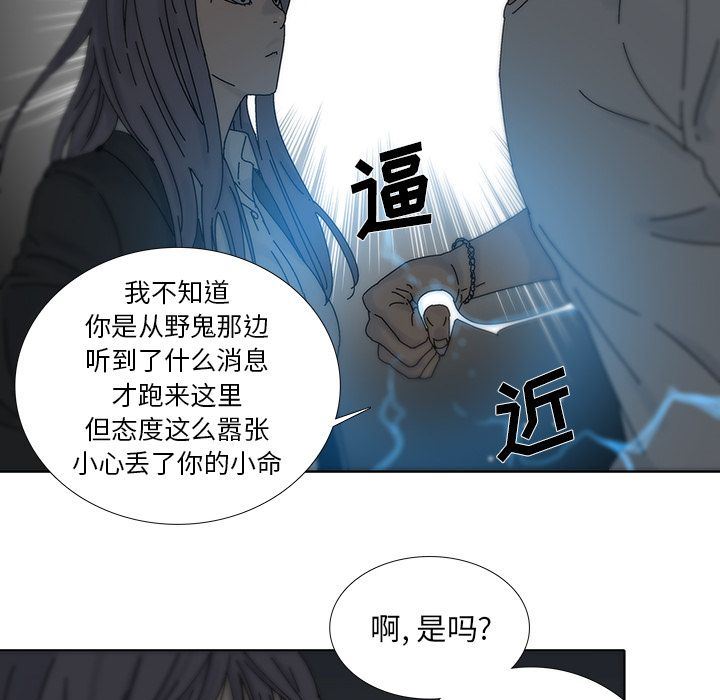 逼
近
我不知道
你是从野鬼那边
听到了什么消息
才跑来这里
但态度这么嚣张
小心丢了你的小命
啊, 是吗?